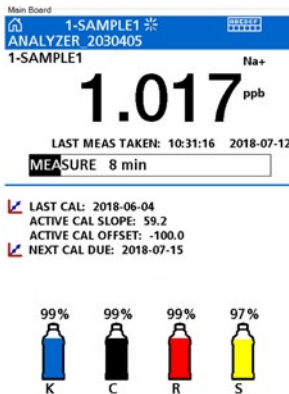 Main Board
1-SAMPLE1
ABCDEF
ANALYZER_2030405
1-SAMPLE1
Na+
1.017 ppb
LAST MEAS TAKEN: 10:31:16 2018-07-12
MEASURE 8 min
LAST CAL: 2018-06-04
ACTIVE CAL SLOPE: 59.2
ACTIVE CAL OFFSET: -100.0
NEXT CAL DUE: 2018-07-15
99% 99% 99% 97%
K C R S